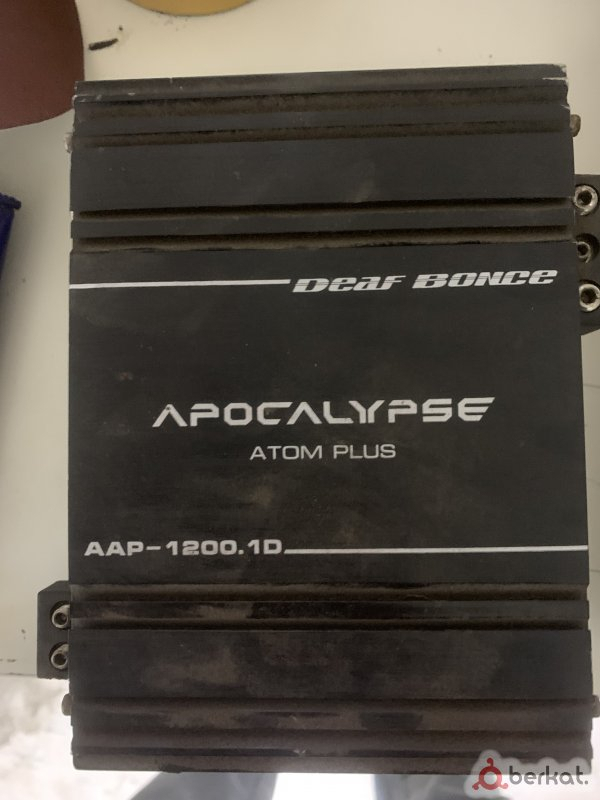 Deaf Bonce
APOCALYPSE
ATOM PLUS
AAP-1200.1D
berkat.